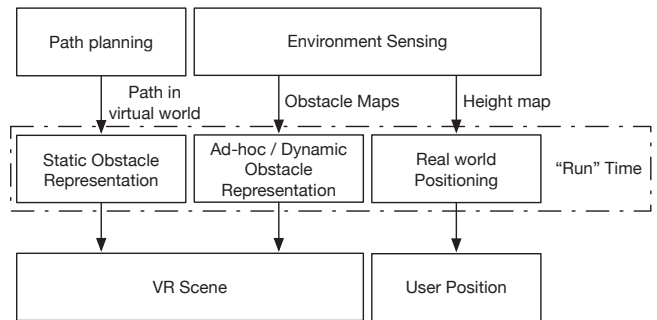 Path planning
Environment Sensing
Path in
virtual world
Obstacle Maps
Height map
Static Obstacle
Representation
Ad-hoc / Dynamic
Obstacle
Representation
Real world
Positioning
“Run” Time
VR Scene
User Position